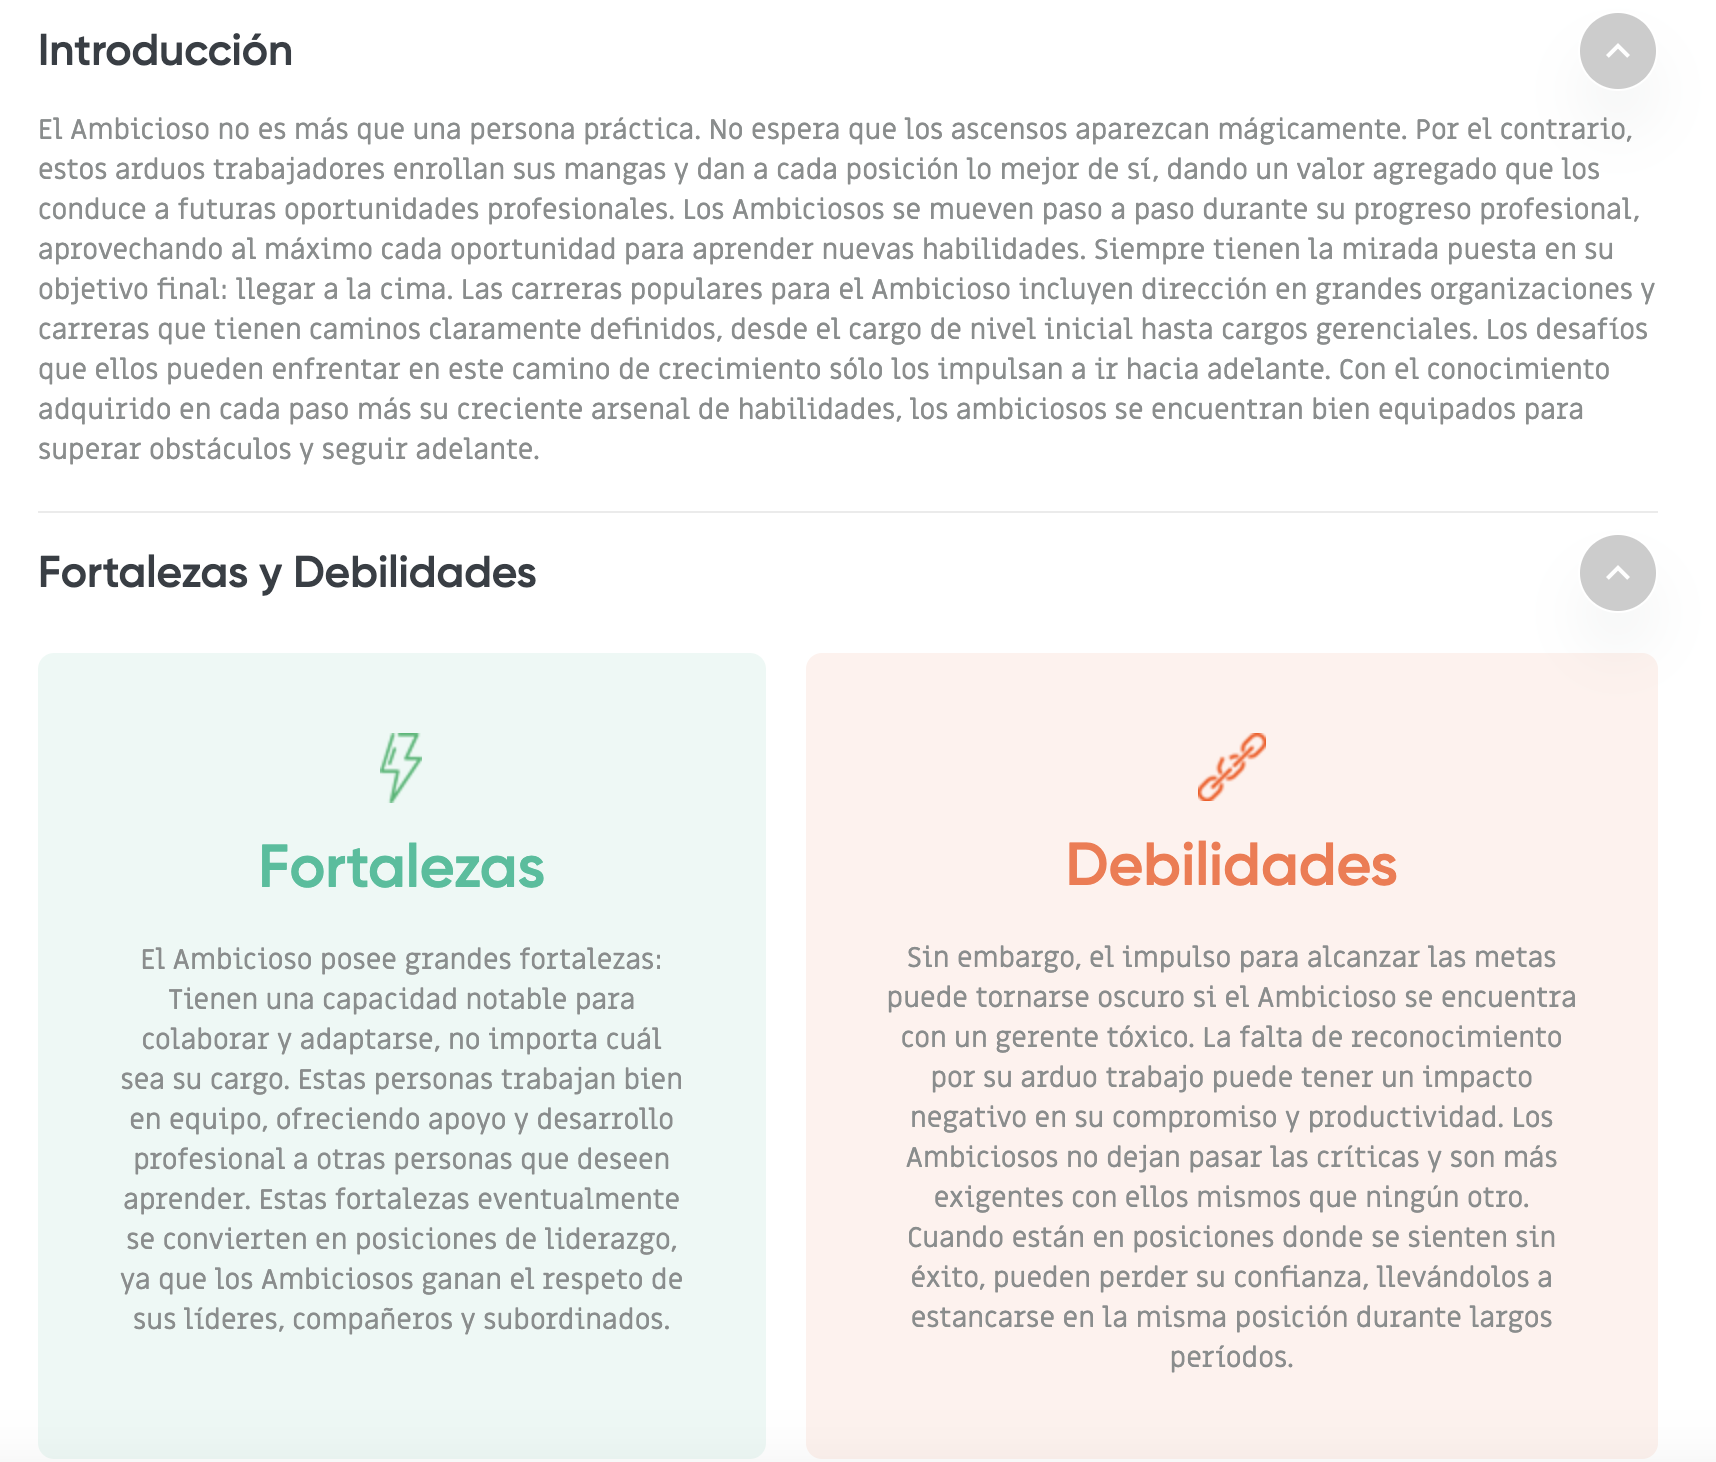 Introducción
El Ambicioso no es más que una persona práctica. No espera que los ascensos aparezcan mágicamente. Por el contrario,
estos arduos trabajadores enrollan sus mangas y dan a cada posición lo mejor de sí, dando un valor agregado que los
conduce a futuras oportunidades profesionales. Los Ambiciosos se mueven paso a paso durante su progreso profesional,
aprovechando al máximo cada oportunidad para aprender nuevas habilidades. Siempre tienen la mirada puesta en su
objetivo final: llegar a la cima. Las carreras populares para el Ambicioso incluyen dirección en grandes organizaciones y
carreras que tienen caminos claramente definidos, desde el cargo de nivel inicial hasta cargos gerenciales. Los desafíos
que ellos pueden enfrentar en este camino de crecimiento sólo los impulsan a ir hacia adelante. Con el conocimiento
adquirido en cada paso más su creciente arsenal de habilidades, los ambiciosos se encuentran bien equipados para
superar obstáculos y seguir adelante.
Fortalezas y Debilidades
Fortalezas
El Ambicioso posee grandes fortalezas:
Tienen una capacidad notable para
colaborar y adaptarse, no importa cuál
sea su cargo. Estas personas trabajan bien
en equipo, ofreciendo apoyo y desarrollo
profesional a otras personas que deseen
aprender. Estas fortalezas eventualmente
se convierten en posiciones de liderazgo,
ya que los Ambiciosos ganan el respeto de
sus líderes, compañeros y subordinados.
Debilidades
Sin embargo, el impulso para alcanzar las metas
puede tornarse oscuro si el Ambicioso se encuentra
con un gerente tóxico. La falta de reconocimiento
por su arduo trabajo puede tener un impacto
negativo en su compromiso y productividad. Los
Ambiciosos no dejan pasar las críticas y son más
exigentes con ellos mismos que ningún otro.
Cuando están en posiciones donde se sienten sin
éxito, pueden perder su confianza, llevándolos a
estancarse en la misma posición durante largos
períodos.